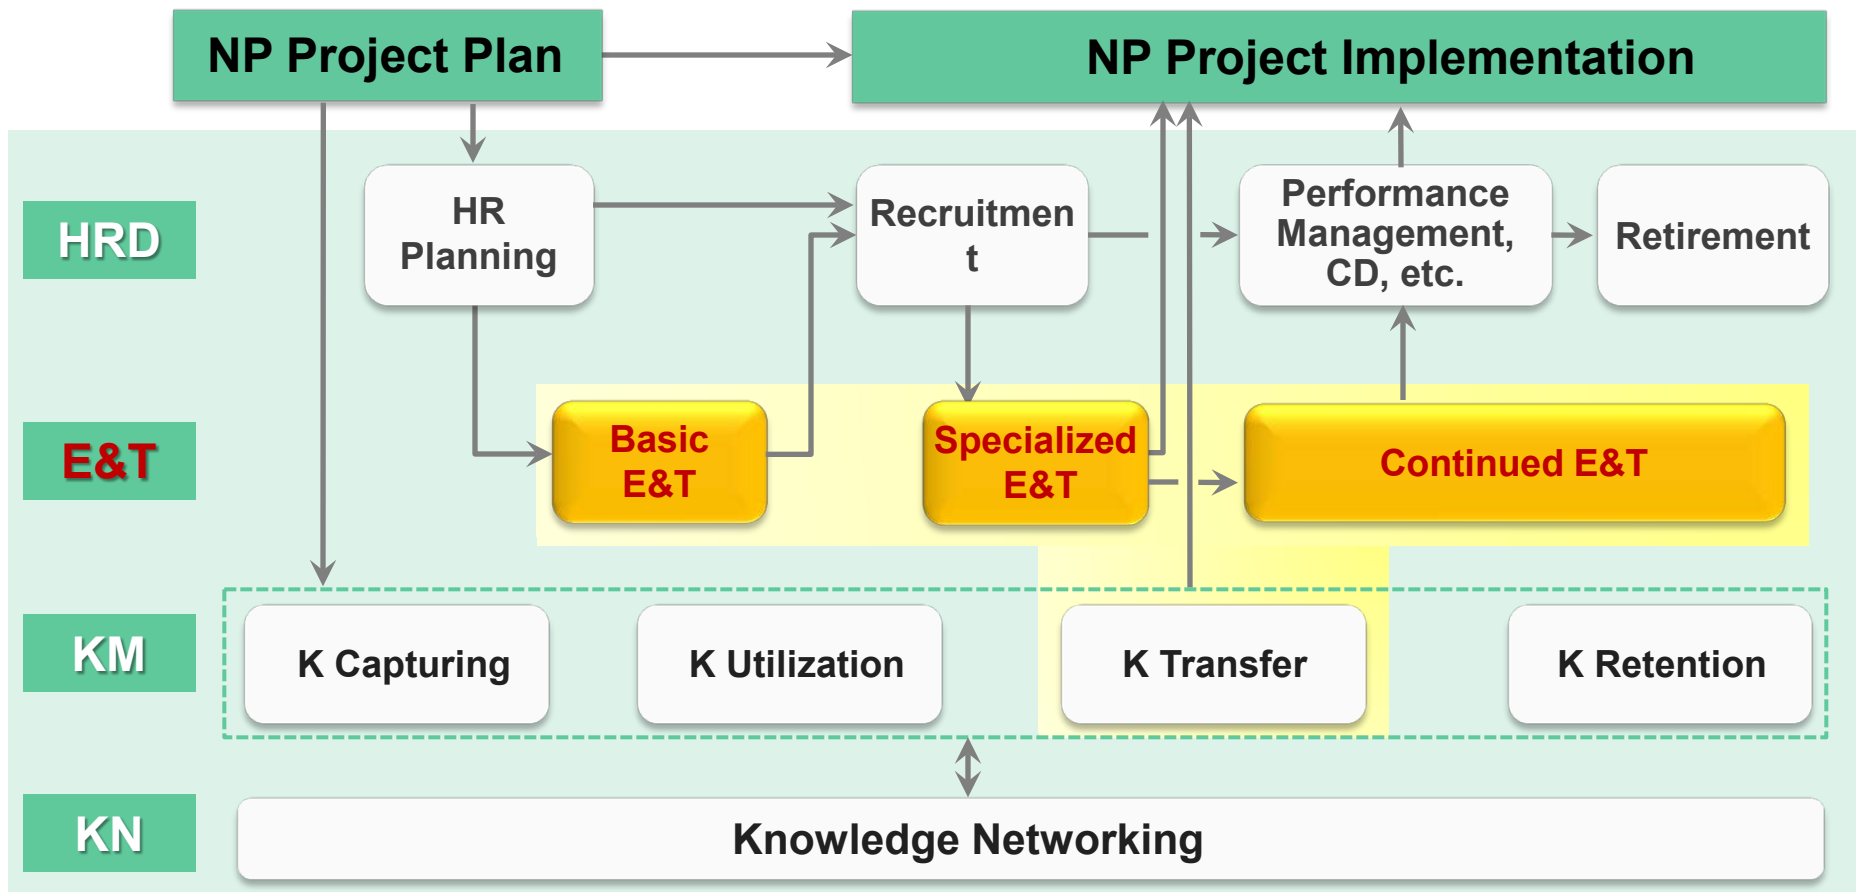 NP Project Plan
NP Project Implementation
HRD
HR
Planning
Recruitmen
t
Performance
Management,
CD, etc.
Retirement
E&T
Basic
E&T
Specialized
E&T
Continued E&T
KM
K Capturing
K Utilization
K Transfer
K Retention
KN
Knowledge Networking